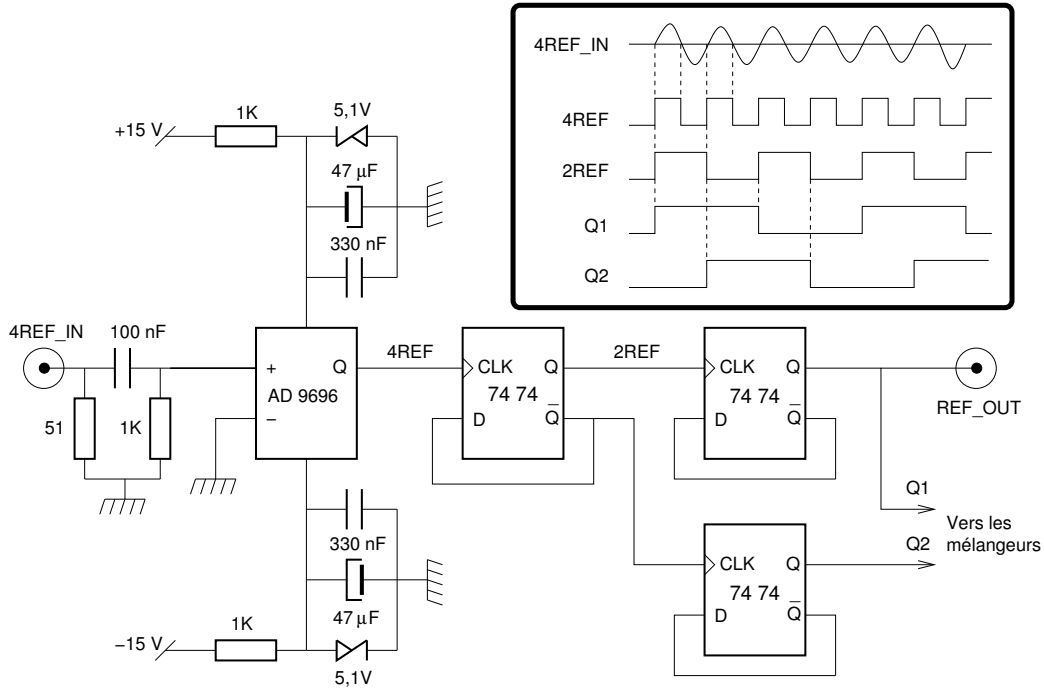 4REF_IN
4REF
2REF
Q1
Q2
+15 V
1K
5,1V
47 µF
330 nF
4REF_IN
100 nF
51
1K
+
Q
AD 9696
−
4REF
CLK
Q
74 74
D
Q
2REF
CLK
Q
74 74
D
Q
REF_OUT
Q1
Vers les
mélangeurs
Q2
CLK
Q
74 74
D
Q
330 nF
47 µF
−15 V
1K
5,1V